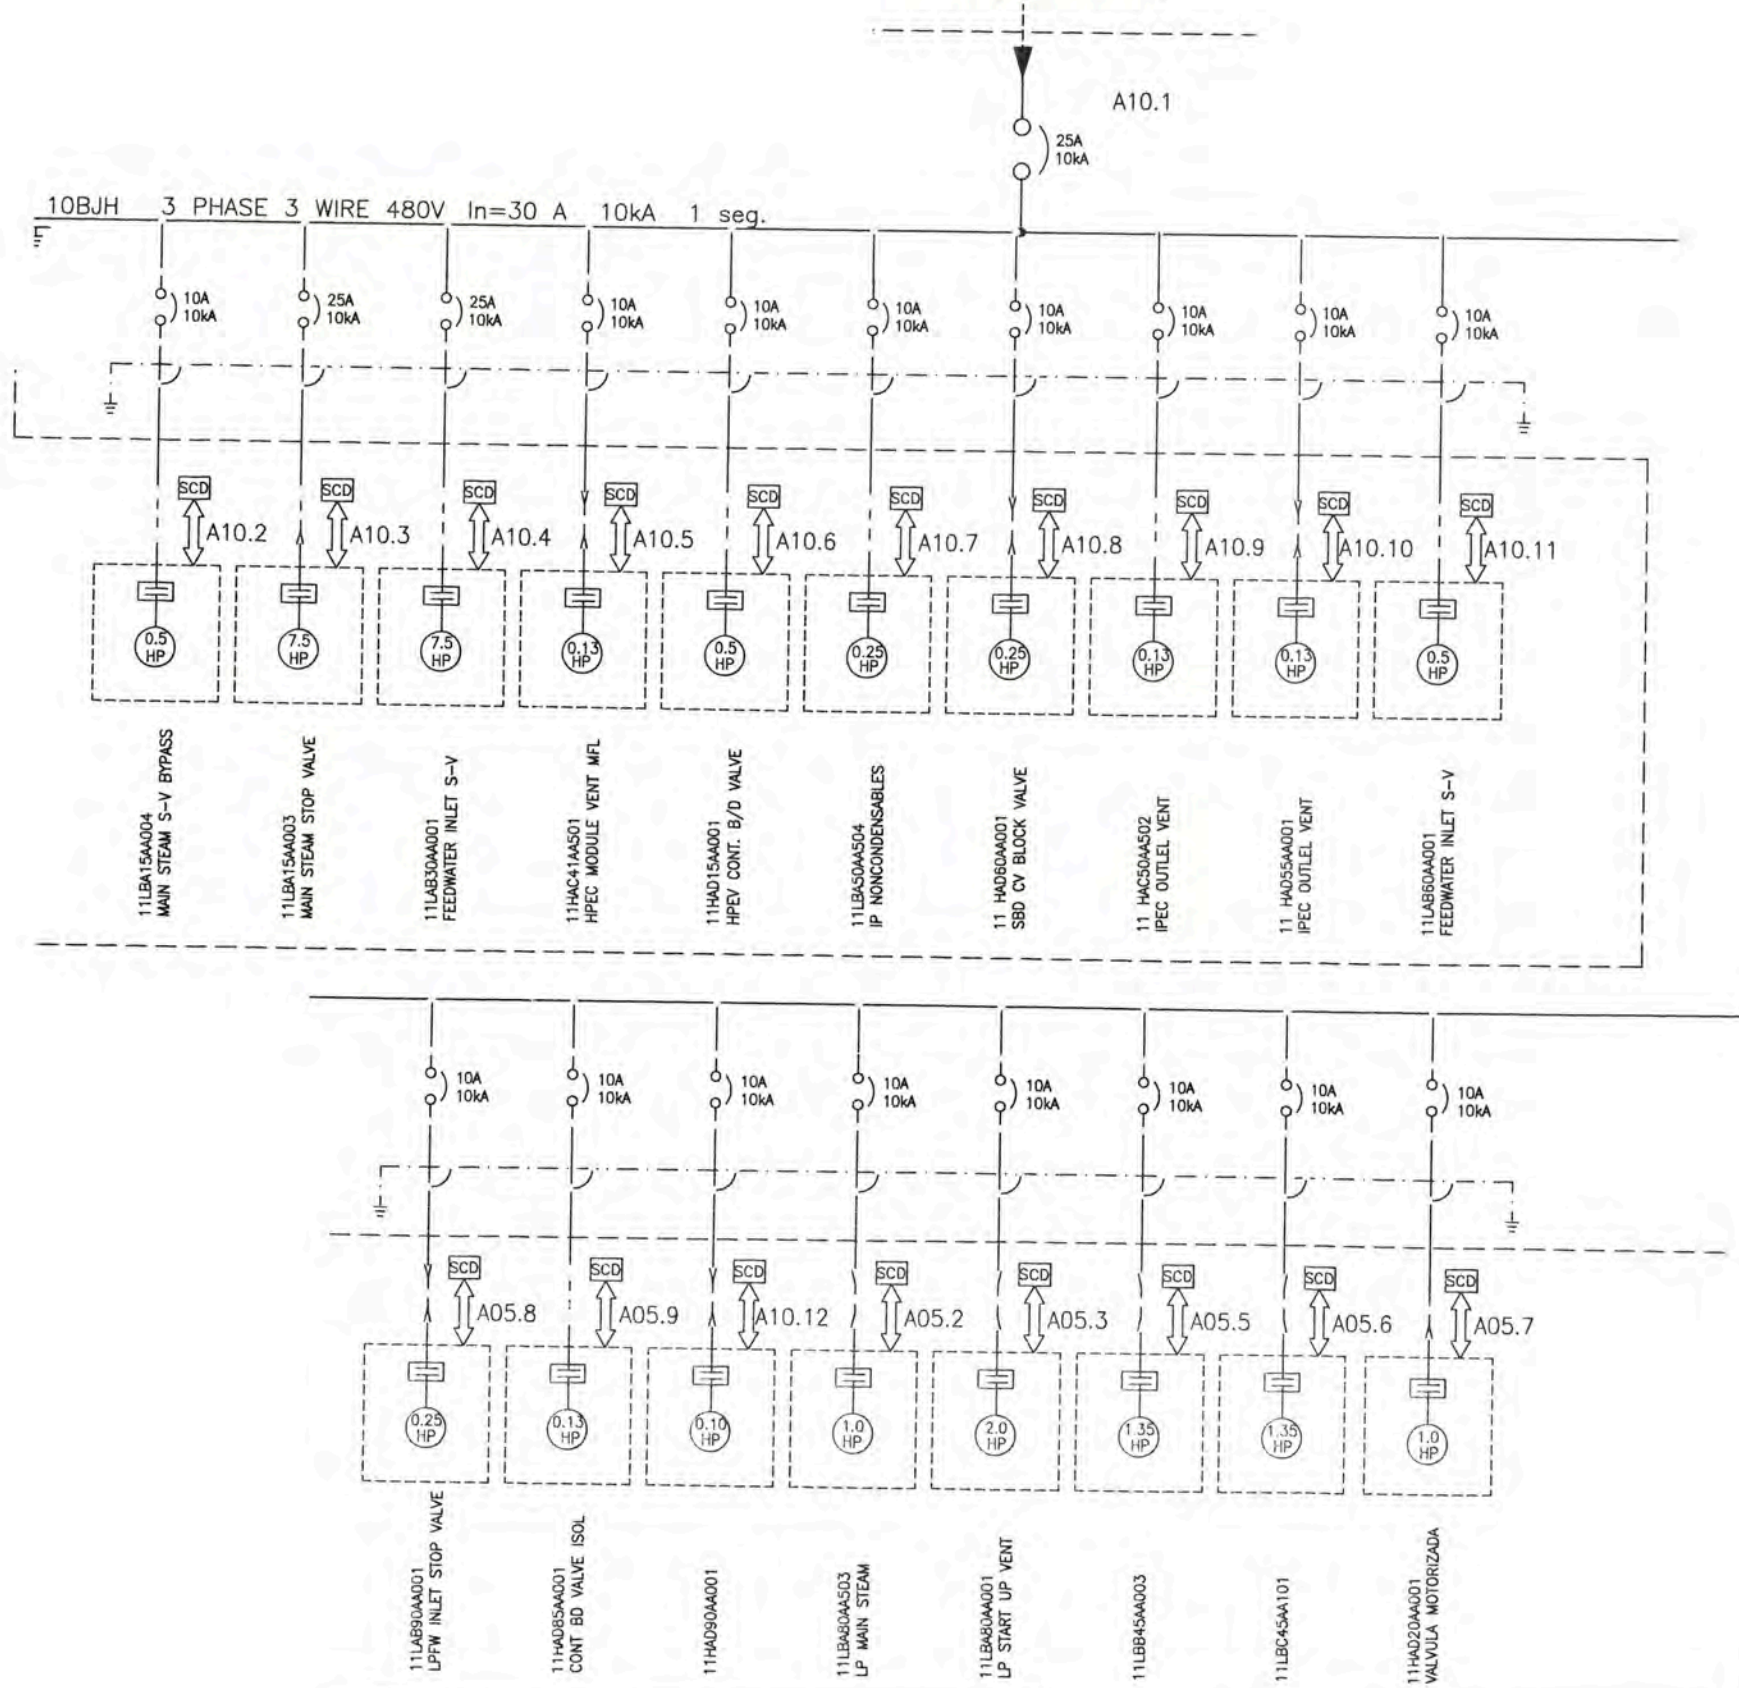 A10.1
25A
10kA
10BJH 3 PHASE 3 WIRE 480V In=30 A 10kA 1 seg.
10A
10kA
25A
10kA
25A
10kA
10A
10kA
10A
10kA
10A
10kA
10A
10kA
10A
10kA
10A
10kA
10A
10kA
SCD
SCD
SCD
SCD
SCD
SCD
SCD
SCD
SCD
SCD
A10.2
A10.3
A10.4
A10.5
A10.6
A10.7
A10.8
A10.9
A10.10
A10.11
0.5
HP
7.5
HP
7.5
HP
0.13
HP
0.5
HP
0.25
HP
0.25
HP
0.13
HP
0.13
HP
0.5
HP
11LBA15AA004
MAIN STEAM S-V BYPASS
11LBA15AA003
MAIN STEAM STOP VALVE
11LAB30AA001
FEEDWATER INLET S-V
11HAC41AA501
HPEC MODULE VENT MFL
11HAD15AA001
HPEV CONT. B/D VALVE
11LBA50AA504
IP NONCONDENSABLES
11 HAD60AA001
SBD CV BLOCK VALVE
11 HAC50AA502
IPEC OUTLEL VENT
11 HAD55AA001
IPEC OUTLEL VENT
11LAB60AA001
FEEDWATER INLET S-V
10A
10kA
10A
10kA
10A
10kA
10A
10kA
10A
10kA
10A
10kA
10A
10kA
10A
10kA
SCD
SCD
SCD
SCD
SCD
SCD
SCD
SCD
A05.8
A05.9
A10.12
A05.2
A05.3
A05.5
A05.6
A05.7
0.25
HP
0.13
HP
0.10
HP
1.0
HP
2.0
HP
1.35
HP
1.35
HP
1.0
HP
11LAB90AA001
LPFW INLET STOP VALVE
11HAD85AA001
CONT BD VALVE ISOL
11HAD90AA001
11LBA80AA503
LP MAIN STEAM
11LBA80AA001
LP START UP VENT
11LBB45AA003
11LBC45AA101
11HAD20AA001
VALVULA MOTORIZADA